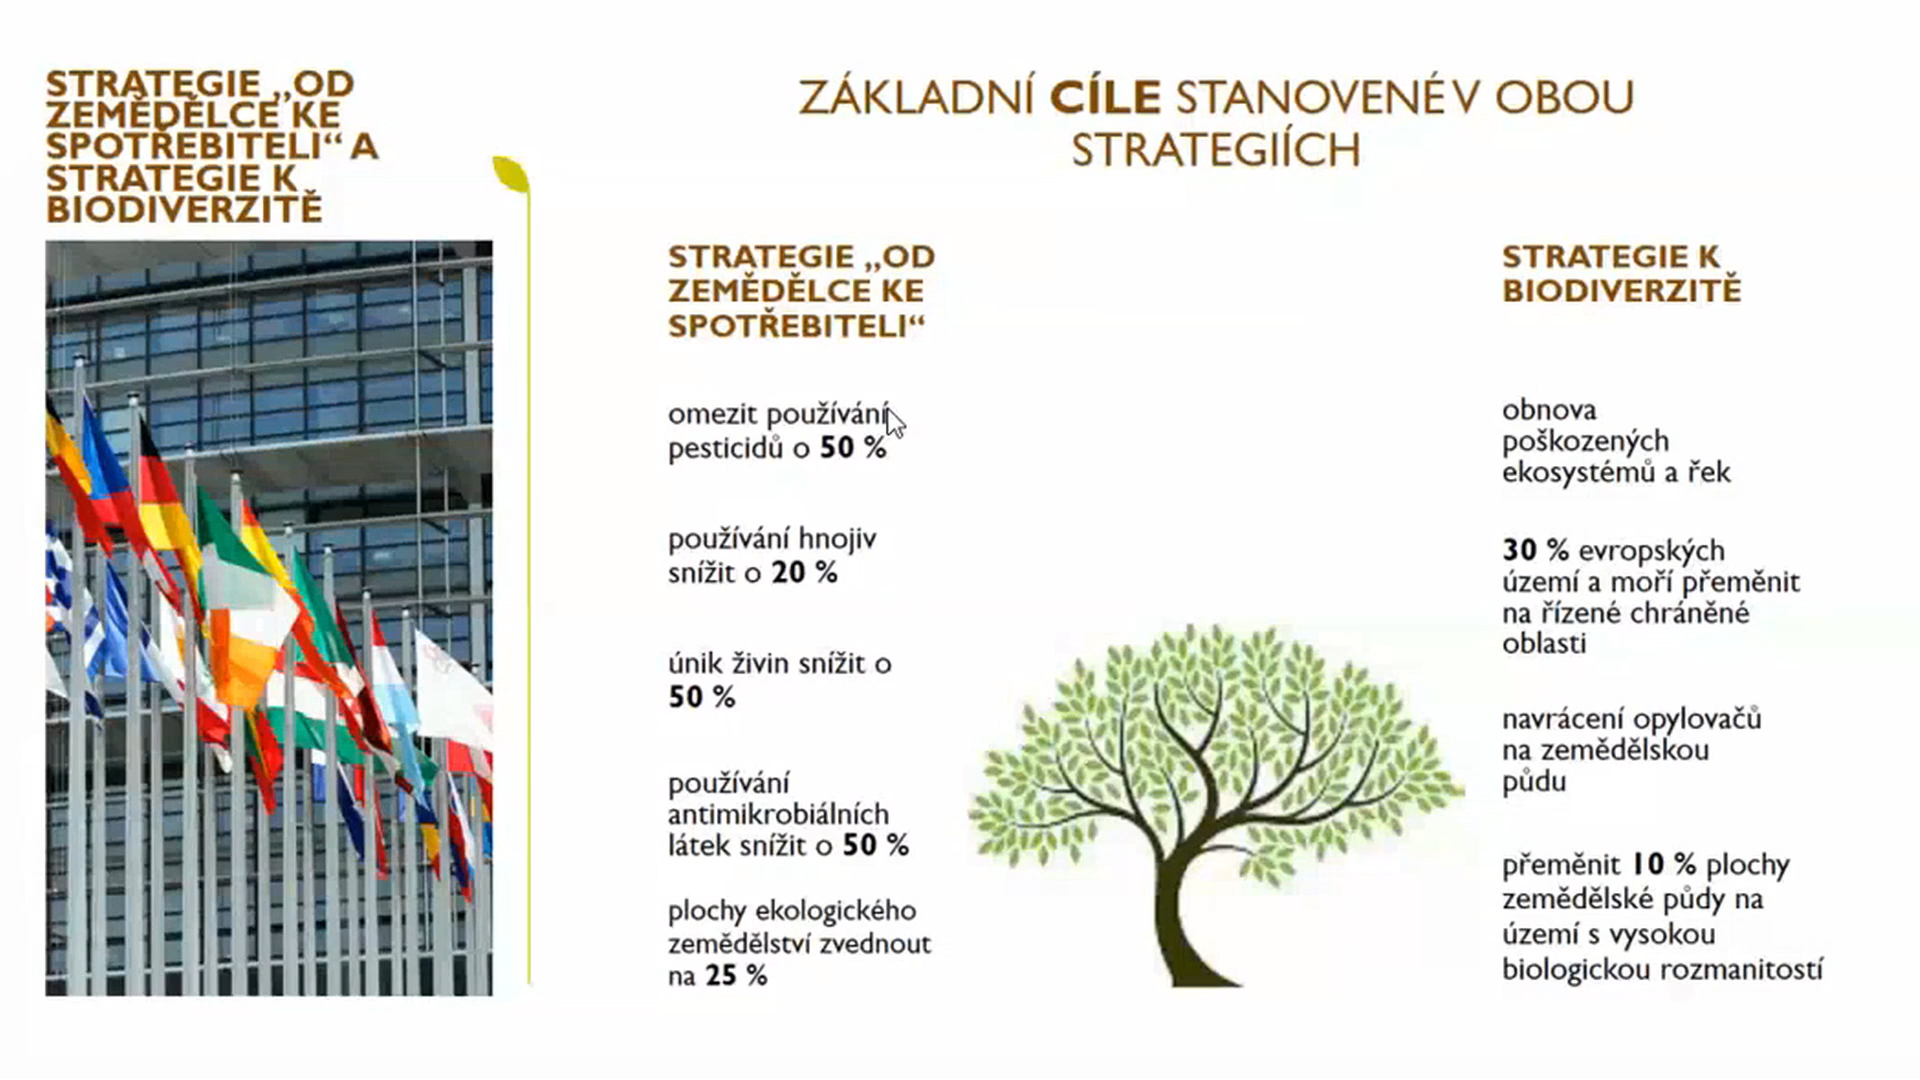 STRATEGIE „OD
ZEMĚDĚLCE KE
SPOTŘEBITELI“ A
STRATEGIE K
BIODIVERZITĚ
ZÁKLADNÍ CÍLE STANOVENÉ V OBOU
STRATEGIÍCH
STRATEGIE „OD
ZEMĚDĚLCE KE
SPOTŘEBITELI“
omezit používání
pesticidů o 50 %
používání hnojiv
snížit o 20 %
únik živin snížit o
50 %
používání
antimikrobiálních
látek snížit o 50 %
plochy ekologického
zemědělství zvednout
na 25 %
STRATEGIE K
BIODIVERZITĚ
obnova
poškozených
ekosystémů a řek
30 % evropských
území a moří přeměnit
na řízené chráněné
oblasti
navrácení opylovačů
na zemědělskou
půdu
přeměnit 10 % plochy
zemědělské půdy na
území s vysokou
biologickou rozmanitostí